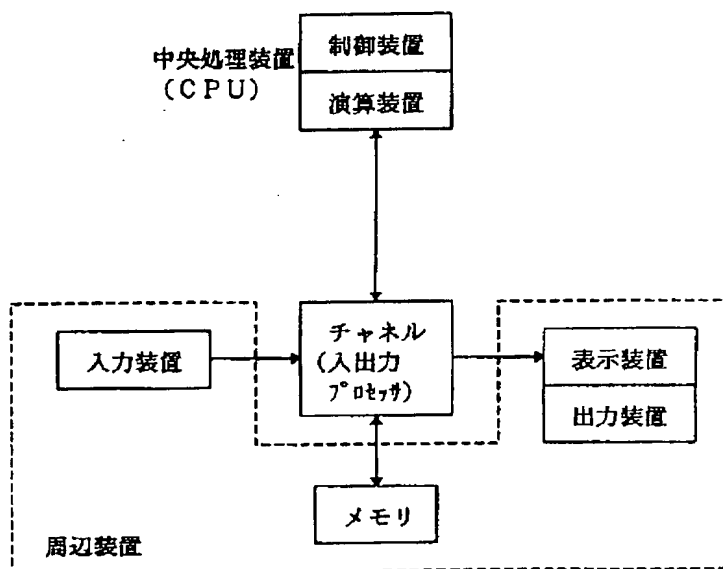 中央処理装置
(CPU)
制御装置
演算装置
入力装置
チャネル
(入出力
プロセッサ)
表示装置
出力装置
メモリ
周辺装置